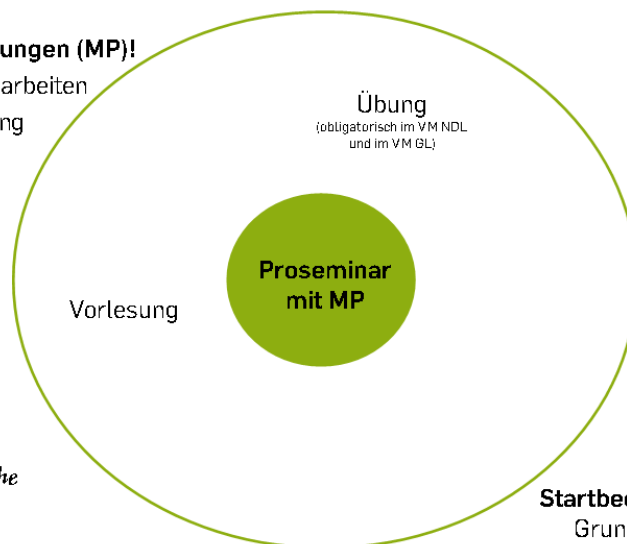 ungen (MP)!
arbeiten
ng
Übung
(obligatorisch im VM NDL
und im VM GL)
Proseminar
mit MP
Vorlesung
he
Startbe
Grun